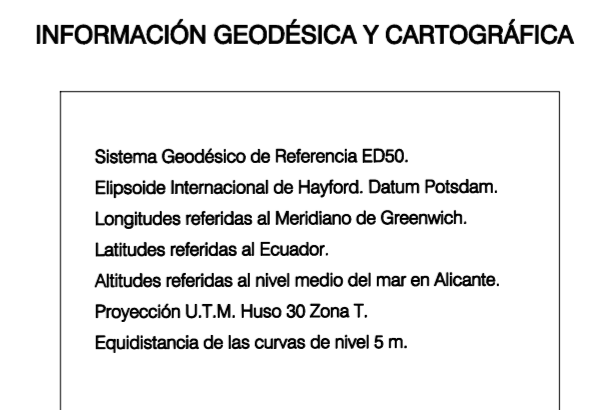 INFORMACIÓN GEODÉSICA Y CARTOGRÁFICA
Sistema Geodésico de Referencia ED50.
Elipsoide Internacional de Hayford. Datum Potsdam.
Longitudes referidas al Meridiano de Greenwich.
Latitudes referidas al Ecuador.
Altitudes referidas al nivel medio del mar en Alicante.
Proyección U.T.M. Huso 30 Zona T.
Equidistancia de las curvas de nivel 5 m.